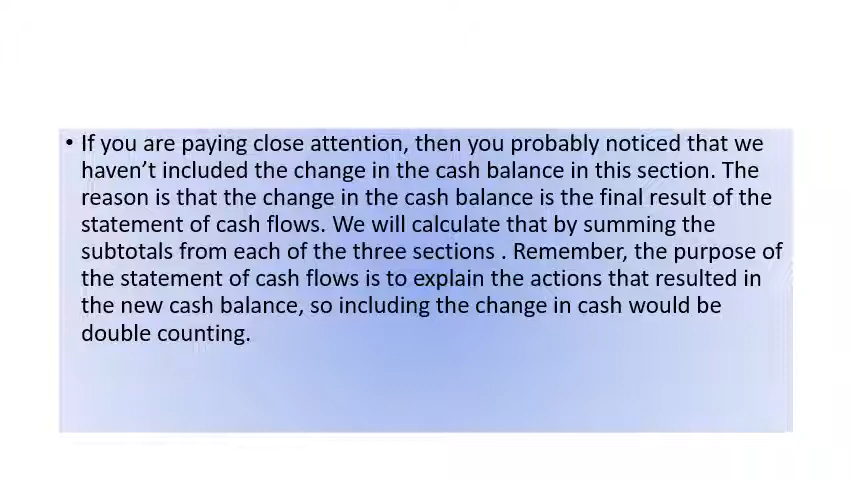 • If you are paying close attention, then you probably noticed that we
haven’t included the change in the cash balance in this section. The
reason is that the change in the cash balance is the final result of the
statement of cash flows. We will calculate that by summing the
subtotals from each of the three sections . Remember, the purpose of
the statement of cash flows is to explain the actions that resulted in
the new cash balance, so including the change in cash would be
double counting.